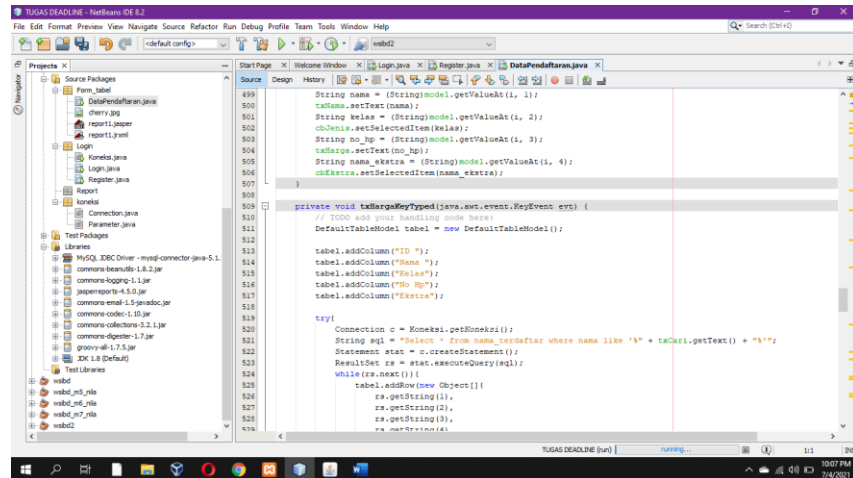 TUGAS DEADLINE - NetBeans IDE 8.2
File Edit Format Preview View Navigate Source Refactor Run Debug Profile Team Tools Window Help
Search (Ctrl+I)
<default config>
wsibd2
Projects
Navigator
Source Packages
Form_tabel
DataPendaftaran.java
cherry.jpg
report1.jasper
report1.jrxml
Login
Koneksi.java
Login.java
Register.java
Report
koneksi
Connection.java
Parameter.java
Test Packages
Libraries
MySQL JDBC Driver - mysql-connector-java-5.1.
commons-beanutils-1.8.2.jar
commons-logging-1.1.jar
jasperreports-4.5.0.jar
commons-email-1.5-javadoc.jar
commons-codec-1.10.jar
commons-collections-3.2.1.jar
commons-digester-1.7.jar
groovy-all-1.7.5.jar
JDK 1.8 (Default)
Test Libraries
wsibd
wsbd_m5_nila
wsbd_m6_nila
wsbd_m7_nila
wsbd2
Start Page Welcome Window Login.java Register.java DataPendaftaran.java
Source Design History
499 String nama = (String)model.getValueAt(i, 1);
500 txNama.setText(nama);
501 String kelas = (String)model.getValueAt(i, 2);
502 cbJenis.setSelectedItem(kelas);
503 String no_hp = (String)model.getValueAt(i, 3);
504 txHarga.setText(no_hp);
505 String nama_ekstra = (String)model.getValueAt(i, 4);
506 cbEkstra.setSelectedItem(nama_ekstra);
507 }
508
509 private void txHargaKeyTyped(java.awt.event.KeyEvent evt) {
510 // TODO add your handling code here:
511 DefaultTableModel tabel = new DefaultTableModel();
512
513 tabel.addColumn("ID ");
514 tabel.addColumn("Nama ");
515 tabel.addColumn("Kelas");
516 tabel.addColumn("No Hp");
517 tabel.addColumn("Ekstra");
518
519 try{
520 Connection c = Koneksi.getKoneksi();
521 String sql = "Select * from nama_terdaftar where nama like '%" + txCari.getText() + "%'";
522 Statement stat = c.createStatement();
523 ResultSet rs = stat.executeQuery(sql);
524 while(rs.next()){
525 tabel.addRow(new Object[]{
526 rs.getString(1),
527 rs.getString(2),
528 rs.getString(3),
529 rs.getString(4)
TUGAS DEADLINE (run) running... 1:1 INS
10:07 PM
7/4/2021